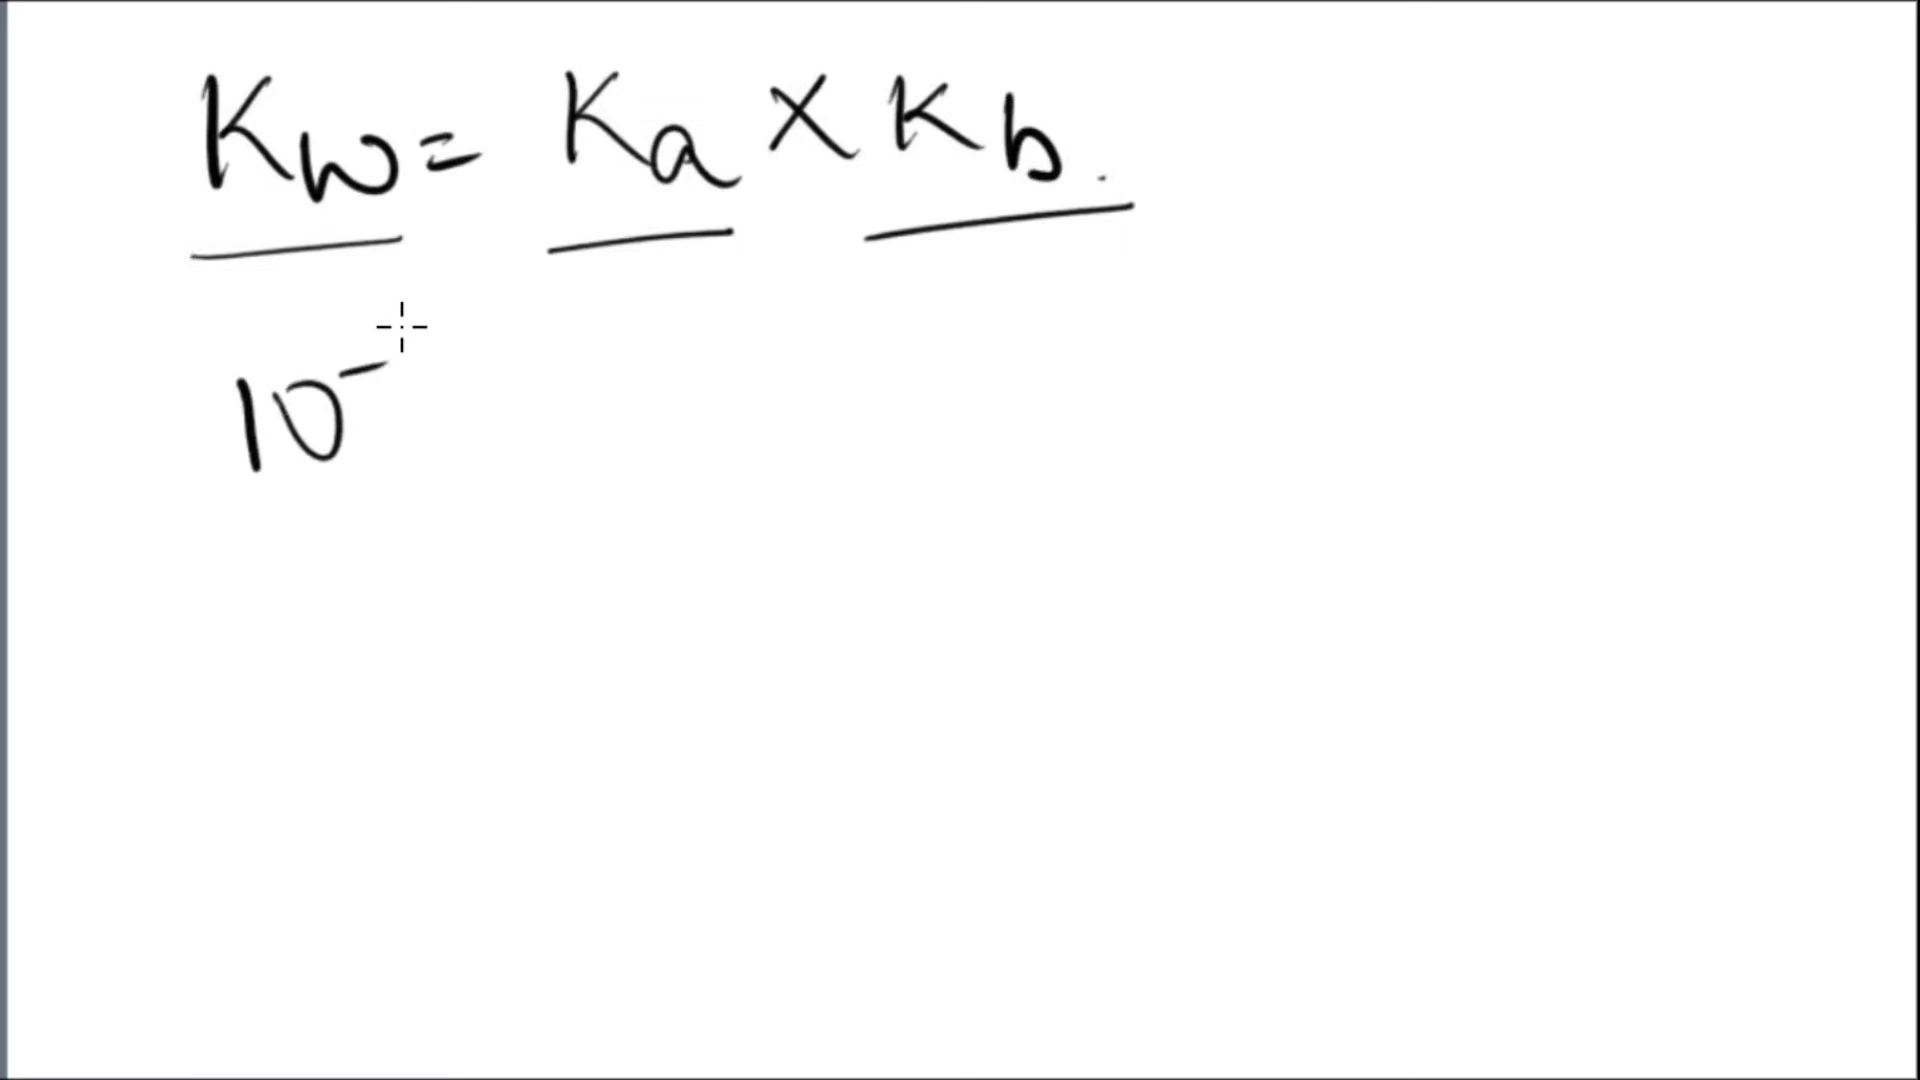 Kw = Ka × Kb.
10⁻